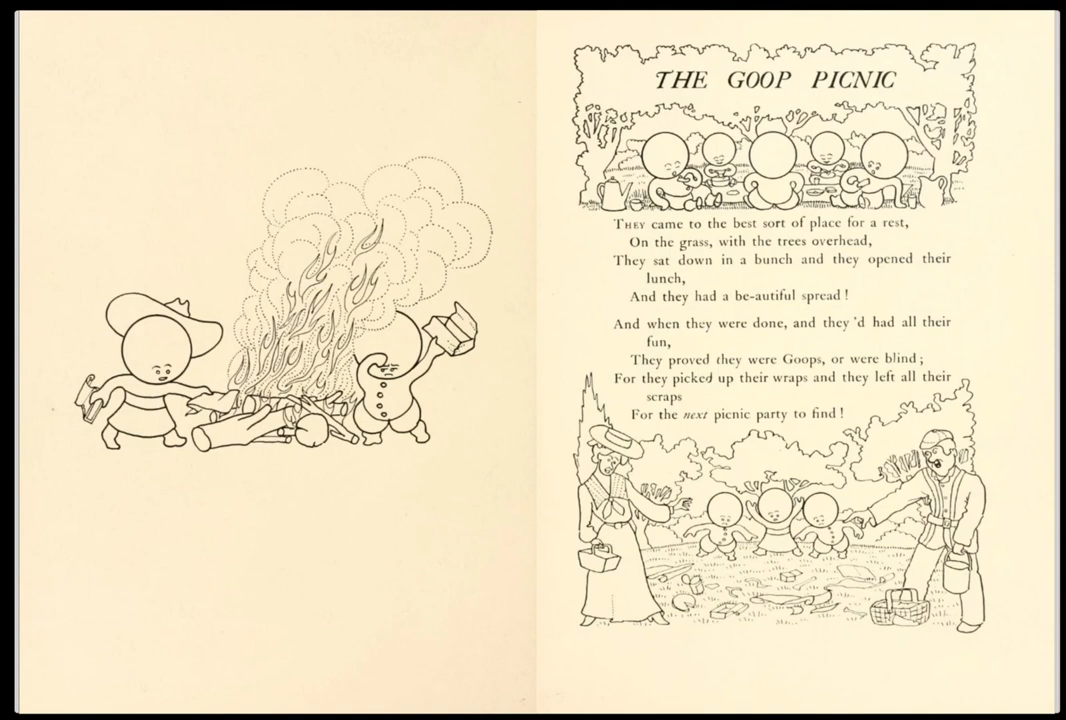 THE GOOP PICNIC
THEY came to the best sort of place for a rest,
On the grass, with the trees overhead,
They sat down in a bunch and they opened their
lunch,
And they had a be-autiful spread!
And when they were done, and they'd had all their
fun,
They proved they were Goops, or were blind;
For they picked up their wraps and they left all their
scraps
For the next picnic party to find!